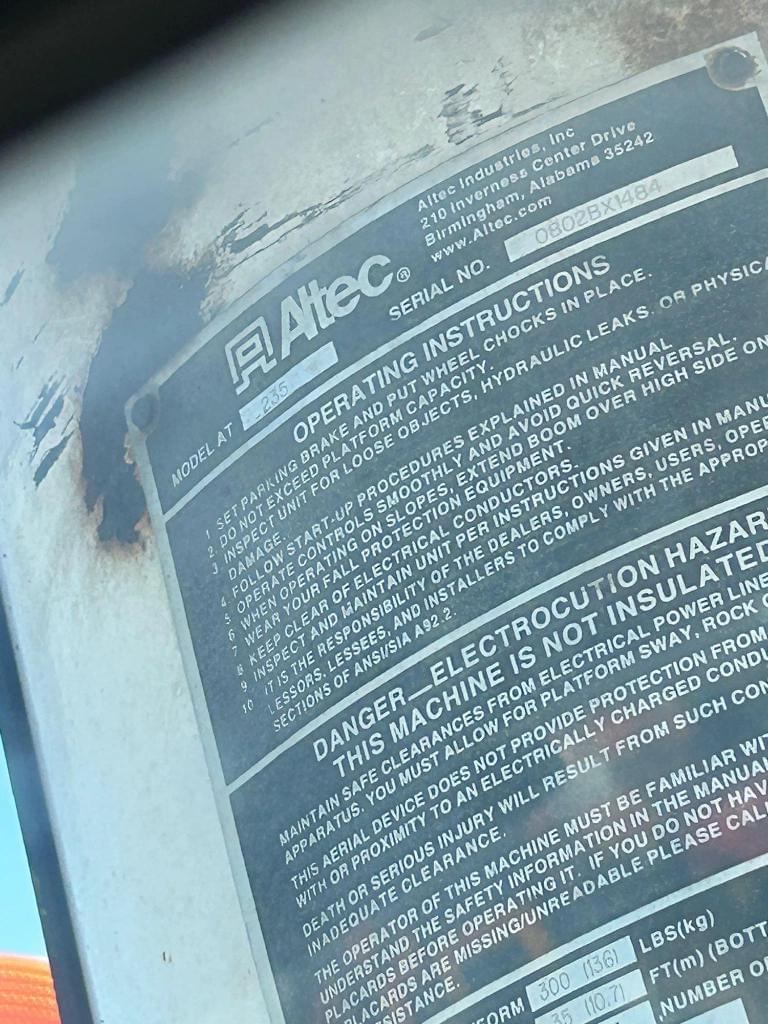 Altec Industries, Inc
210 Inverness Center Drive
Birmingham, Alabama 35242
www.Altec.com
Altec®
SERIAL NO. 0802BX1484
MODEL AT 235
OPERATING INSTRUCTIONS
1 SET PARKING BRAKE AND PUT WHEEL CHOCKS IN PLACE.
2. DO NOT EXCEED PLATFORM CAPACITY.
3. INSPECT UNIT FOR LOOSE OBJECTS, HYDRAULIC LEAKS, OR PHYSICA
DAMAGE.
4. FOLLOW START-UP PROCEDURES EXPLAINED IN MANUAL
5 OPERATE CONTROLS SMOOTHLY AND AVOID QUICK REVERSAL.
6 WHEN OPERATING ON SLOPES, EXTEND BOOM OVER HIGH SIDE ON
7 WEAR YOUR FALL PROTECTION EQUIPMENT.
8 KEEP CLEAR OF ELECTRICAL CONDUCTORS.
9 INSPECT AND MAINTAIN UNIT PER INSTRUCTIONS GIVEN IN MANU
10 IT IS THE RESPONSIBILITY OF THE DEALERS, OWNERS, USERS, OPE
LESSORS, LESSEES, AND INSTALLERS TO COMPLY WITH THE APPROP
SECTIONS OF ANSI/SIA A92.2.
DANGER—ELECTROCUTION HAZAR
THIS MACHINE IS NOT INSULATED
MAINTAIN SAFE CLEARANCES FROM ELECTRICAL POWER LINE
APPARATUS. YOU MUST ALLOW FOR PLATFORM SWAY, ROCK O
THIS AERIAL DEVICE DOES NOT PROVIDE PROTECTION FROM
WITH OR PROXIMITY TO AN ELECTRICALLY CHARGED CONDU
DEATH OR SERIOUS INJURY WILL RESULT FROM SUCH CON
INADEQUATE CLEARANCE.
THE OPERATOR OF THIS MACHINE MUST BE FAMILIAR WIT
UNDERSTAND THE SAFETY INFORMATION IN THE MANUAL
PLACARDS BEFORE OPERATING IT. IF YOU DO NOT HAV
PLACARDS ARE MISSING/UNREADABLE PLEASE CAL
SISTANCE.
FORM 300 (136) LBS(kg)
35 (10.7) FT(m) (BOTT
NUMBER O